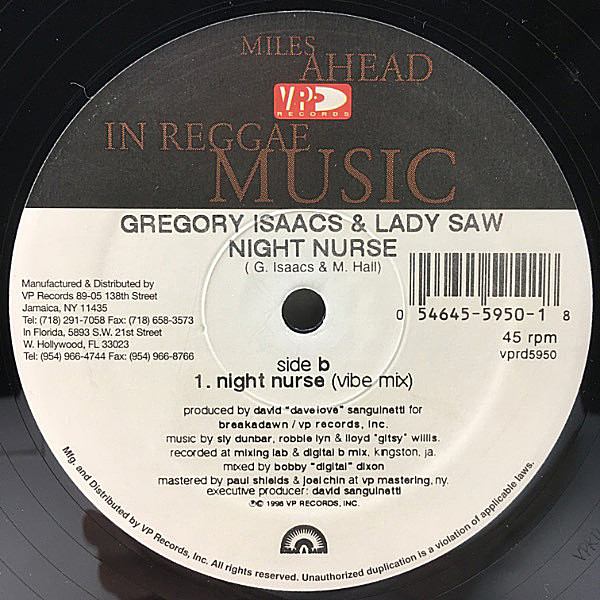 MILES
AHEAD
VP
RECORDS
IN REGGAE
MUSIC
GREGORY ISAACS & LADY SAW
NIGHT NURSE
( G. Isaacs & M. Hall)
Manufactured & Distributed by
VP Records 89-05 138th Street
Jamaica, NY 11435
Tel: (718) 291-7058 Fax: (718) 658-3573
In Florida, 5893 S.W. 21st Street
W. Hollywood, FL 33023
Tel: (954) 966-4744 Fax: (954) 966-8766
0 54645-5950-1 8
45 rpm
vprd5950
side b
1. night nurse (vibe mix)
produced by david "davelove" sanguinetti for
breakadawn / vp records, inc.
music by sly dunbar, robbie lyn & lloyd "gitsy" willis.
recorded at mixing lab & digital b mix, kingston, ja.
mixed by bobby "digital" dixon
mastered by paul shields & joel chin at vp mastering, ny.
executive producer: david sanguinetti
℗© 1998 VP RECORDS, INC.
Mfg. and Distributed by VP Records, Inc. All rights reserved. Unauthorized duplication is a violation of applicable laws.